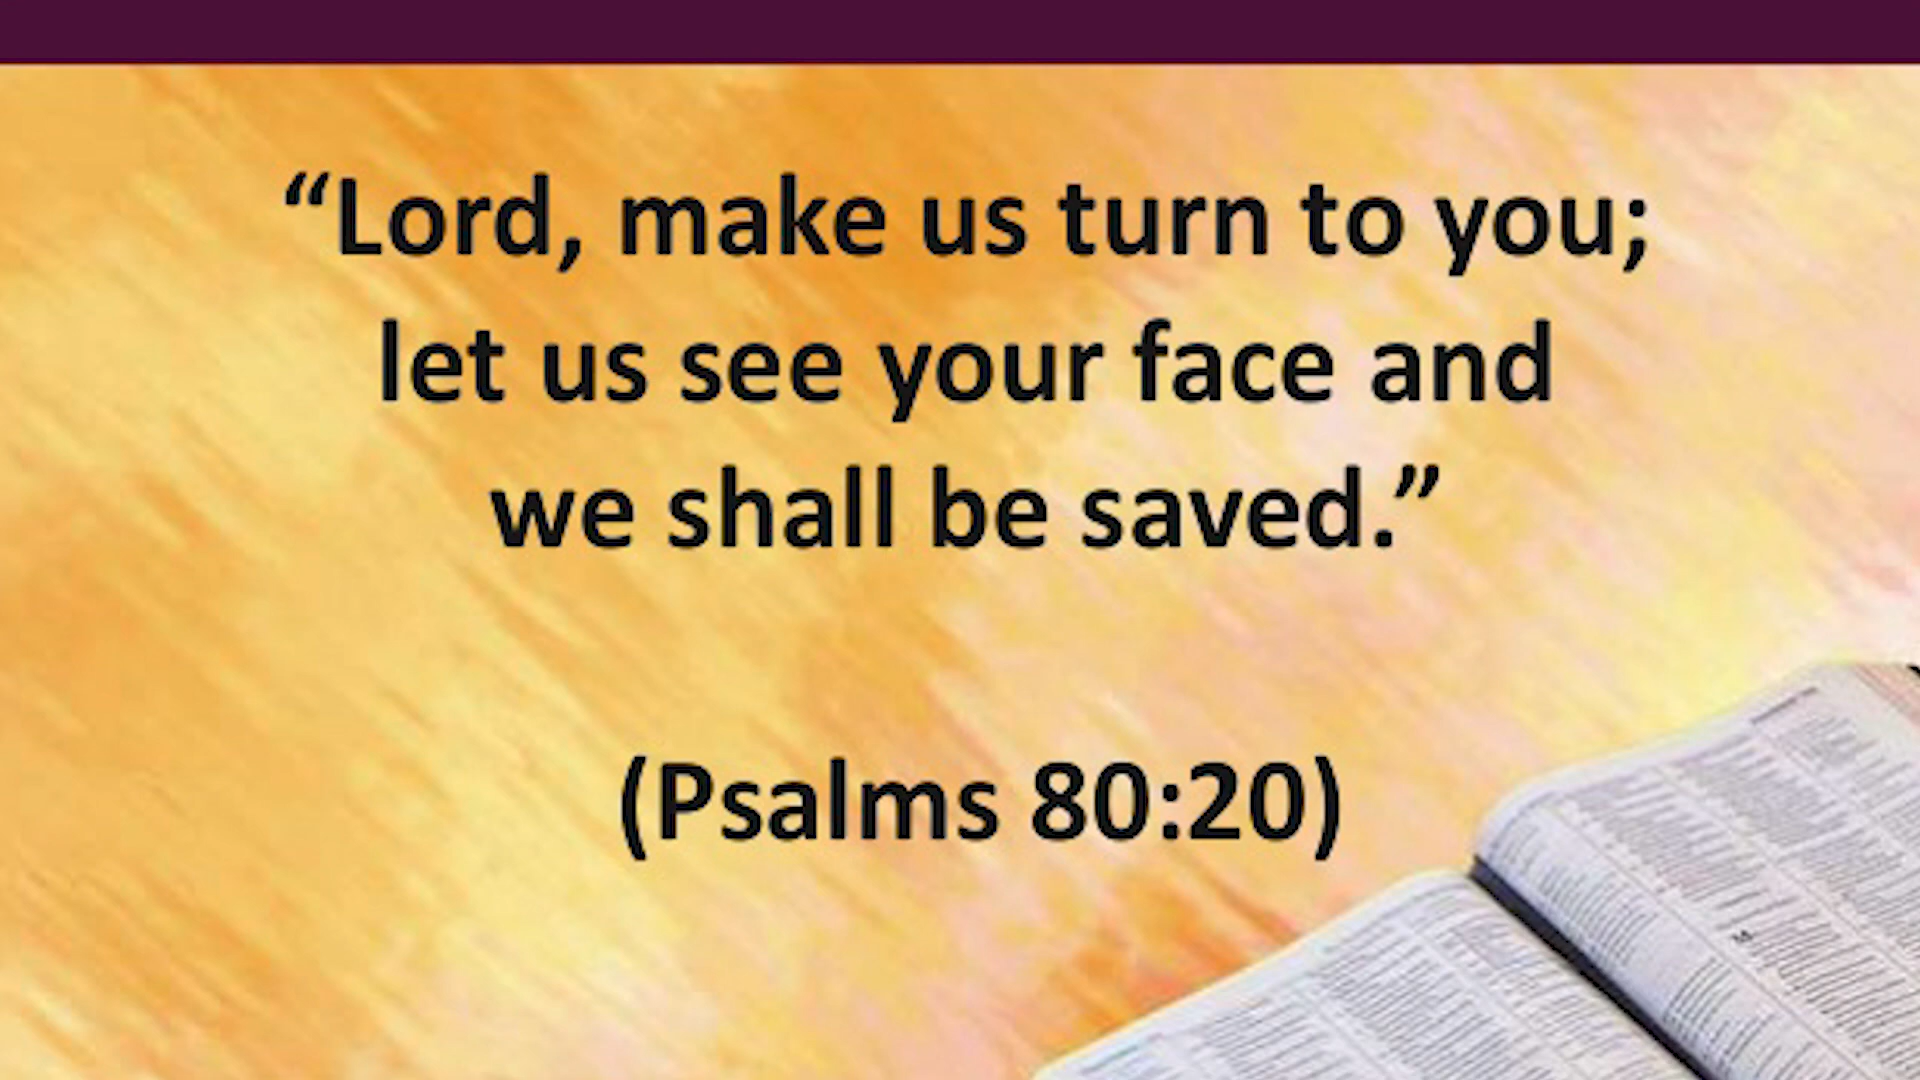 “Lord, make us turn to you;
let us see your face and
we shall be saved.”
(Psalms 80:20)